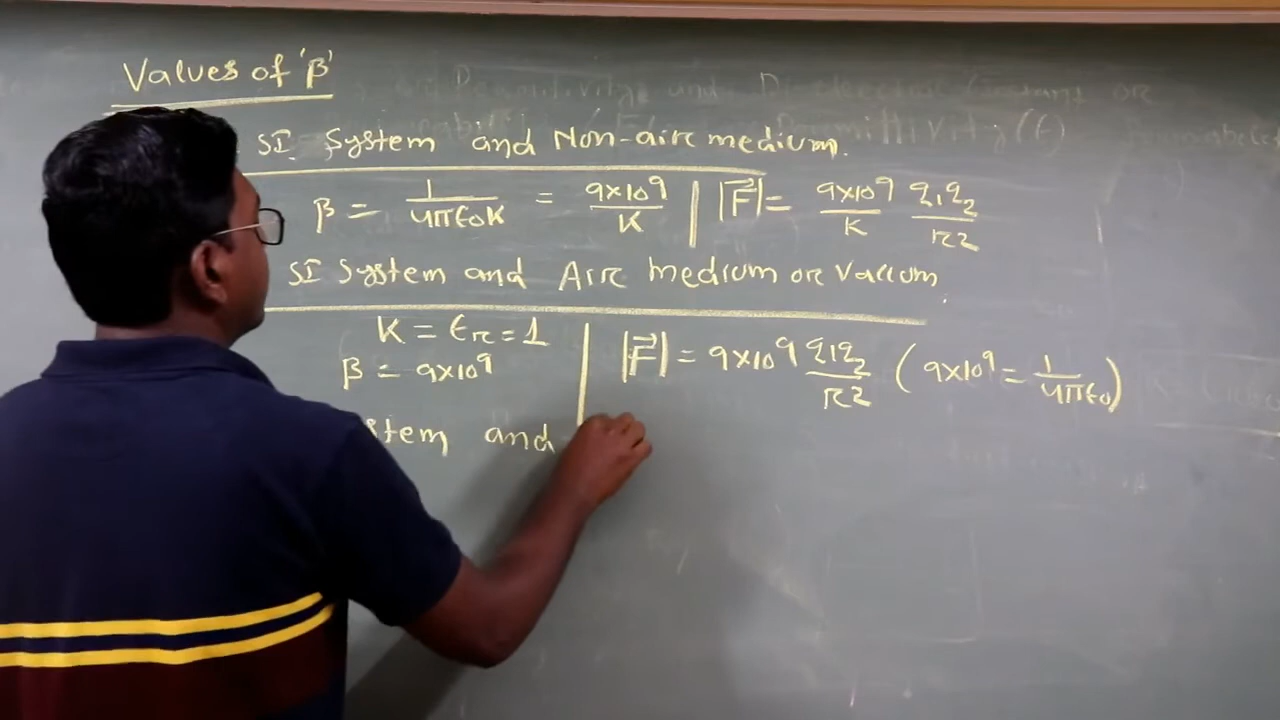 Values of 'β'
SI System and Non-air medium.
β = 1/4πϵ₀K = 9×10⁹/K | |F⃗| = 9×10⁹/K q₁q₂/r²
SI System and Air medium or Vaccum
K = ϵr = 1
β = 9×10⁹ | |F⃗| = 9×10⁹ q₁q₂/r² (9×10⁹ = 1/4πϵ₀)
stem and